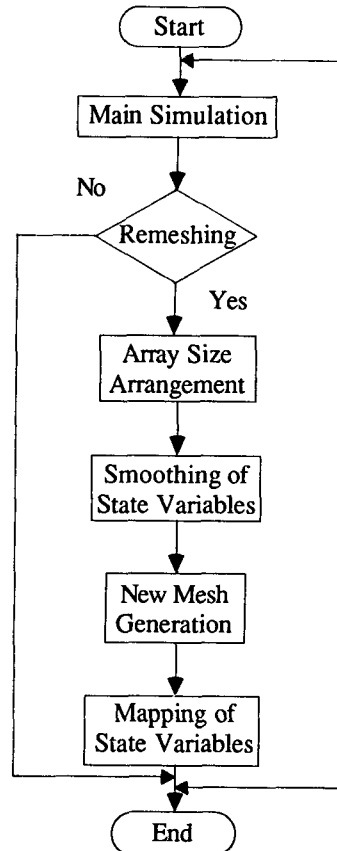 Start
Main Simulation
No
Remeshing
Yes
Array Size
Arrangement
Smoothing of
State Variables
New Mesh
Generation
Mapping of
State Variables
End